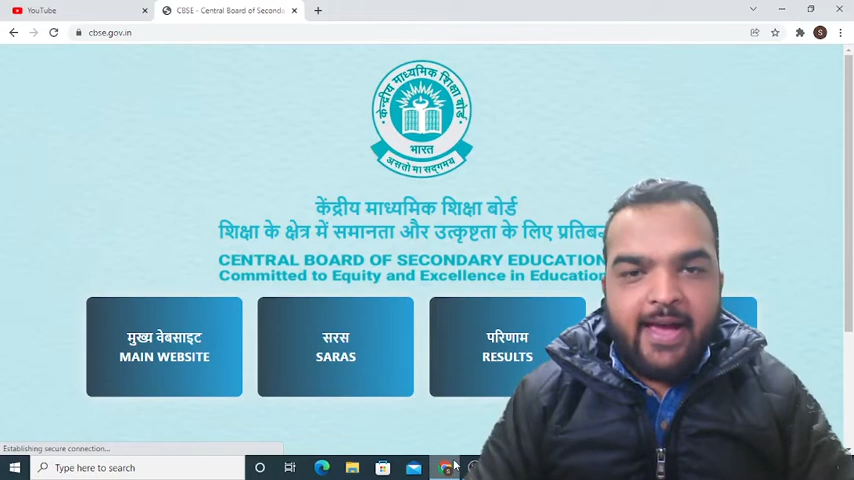 YouTube
CBSE - Central Board of Seconda
cbse.gov.in
S
केन्द्रीय माध्यमिक शिक्षा बोर्ड
भारत
असतो मा सद्गमय
केंद्रीय माध्यमिक शिक्षा बोर्ड
शिक्षा के क्षेत्र में समानता और उत्कृष्टता के लिए
CENTRAL BOARD OF SECONDARY EDUCATION
Committed to Equity and Excellence in Education
मुख्य वेबसाइट
MAIN WEBSITE
सरस
SARAS
परिणाम
RESULTS
Establishing secure connection...
Type here to search